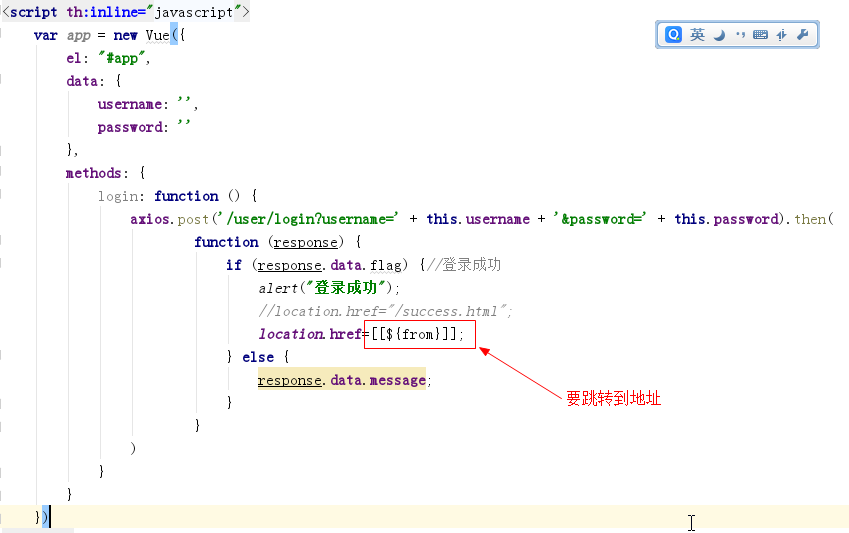 <script th:inline="javascript">
var app = new Vue({
el: "#app",
data: {
username: '',
password: ''
},
methods: {
login: function () {
axios.post('/user/login?username=' + this.username + '&password=' + this.password).then(
function (response) {
if (response.data.flag) {//登录成功
alert("登录成功");
//location.href="/success.html";
location.href=[[${from}]];
} else {
response.data.message;
}
}
)
}
}
})
要跳转到地址
英